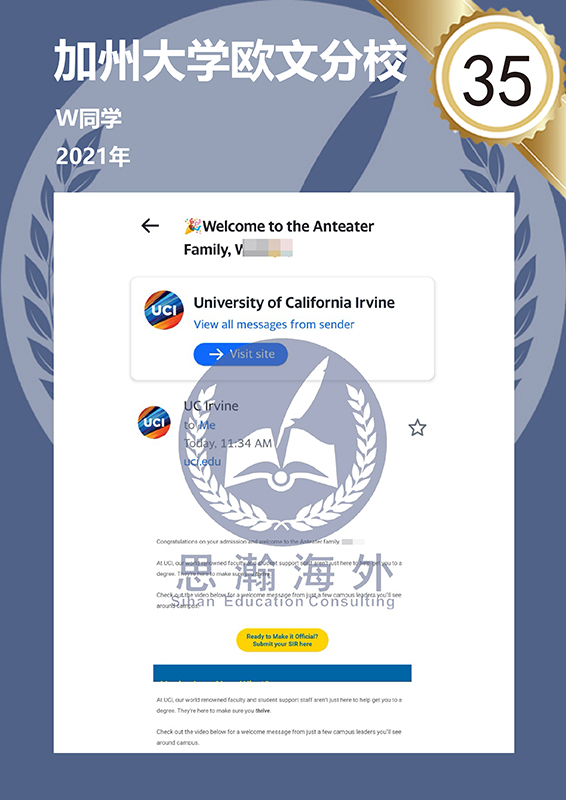 加州大学欧文分校
35
W同学
2021年
🎉Welcome to the Anteater
Family, W
UCI
University of California Irvine
View all messages from sender
Visit site
UCI
UC Irvine
to Me
Today, 11:34 AM
uci.edu
Congratulations on your admission and welcome to the Anteater family,
At UCI, our world renowned faculty and student support staff aren't just here to help get you to a
degree. They're here to make sure you thrive.
思瀚海外
Check out the video below for a welcome message from just a few campus leaders you'll see
Sihan Education Consulting
around campus.
Ready to Make it Official?
Submit your SIR here
At UCI, our world renowned faculty and student support staff aren't just here to help get you to a
degree. They're here to make sure you thrive.
Check out the video below for a welcome message from just a few campus leaders you'll see
around campus.